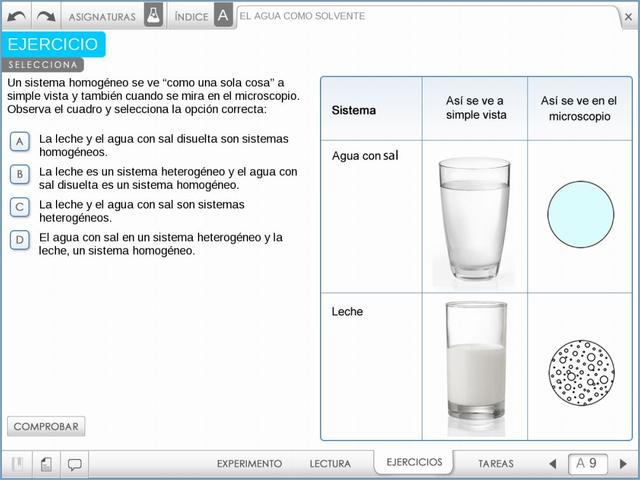 ASIGNATURAS
ÍNDICE A
EL AGUA COMO SOLVENTE
EJERCICIO
SELECCIONA
Un sistema homogéneo se ve “como una sola cosa” a
simple vista y también cuando se mira en el microscopio.
Observa el cuadro y selecciona la opción correcta:
A La leche y el agua con sal disuelta son sistemas
homogéneos.
B La leche es un sistema heterogéneo y el agua con
sal disuelta es un sistema homogéneo.
C La leche y el agua con sal son sistemas
heterogéneos.
D El agua con sal en un sistema heterogéneo y la
leche, un sistema homogéneo.
Sistema
Así se ve a
simple vista
Así se ve en el
microscopio
Agua con sal
Leche
COMPROBAR
EXPERIMENTO
LECTURA
EJERCICIOS
TAREAS
A 9